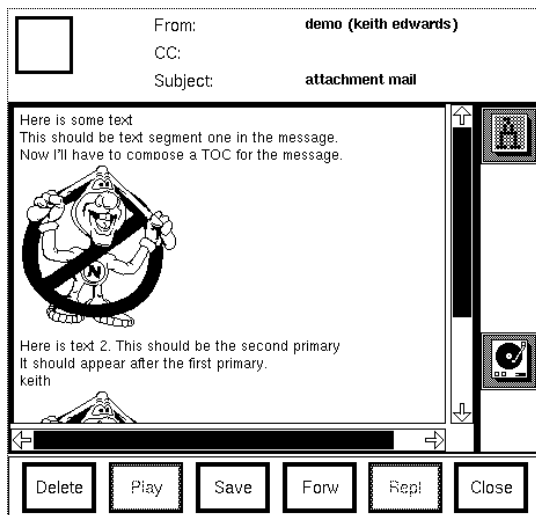 From: demo (keith edwards)
CC:
Subject: attachment mail
Here is some text
This should be text segment one in the message.
Now I'll have to compose a TOC for the message.
N
Here is text 2. This should be the second primary
It should appear after the first primary.
keith
A
Delete Play Save Forw Repl Close